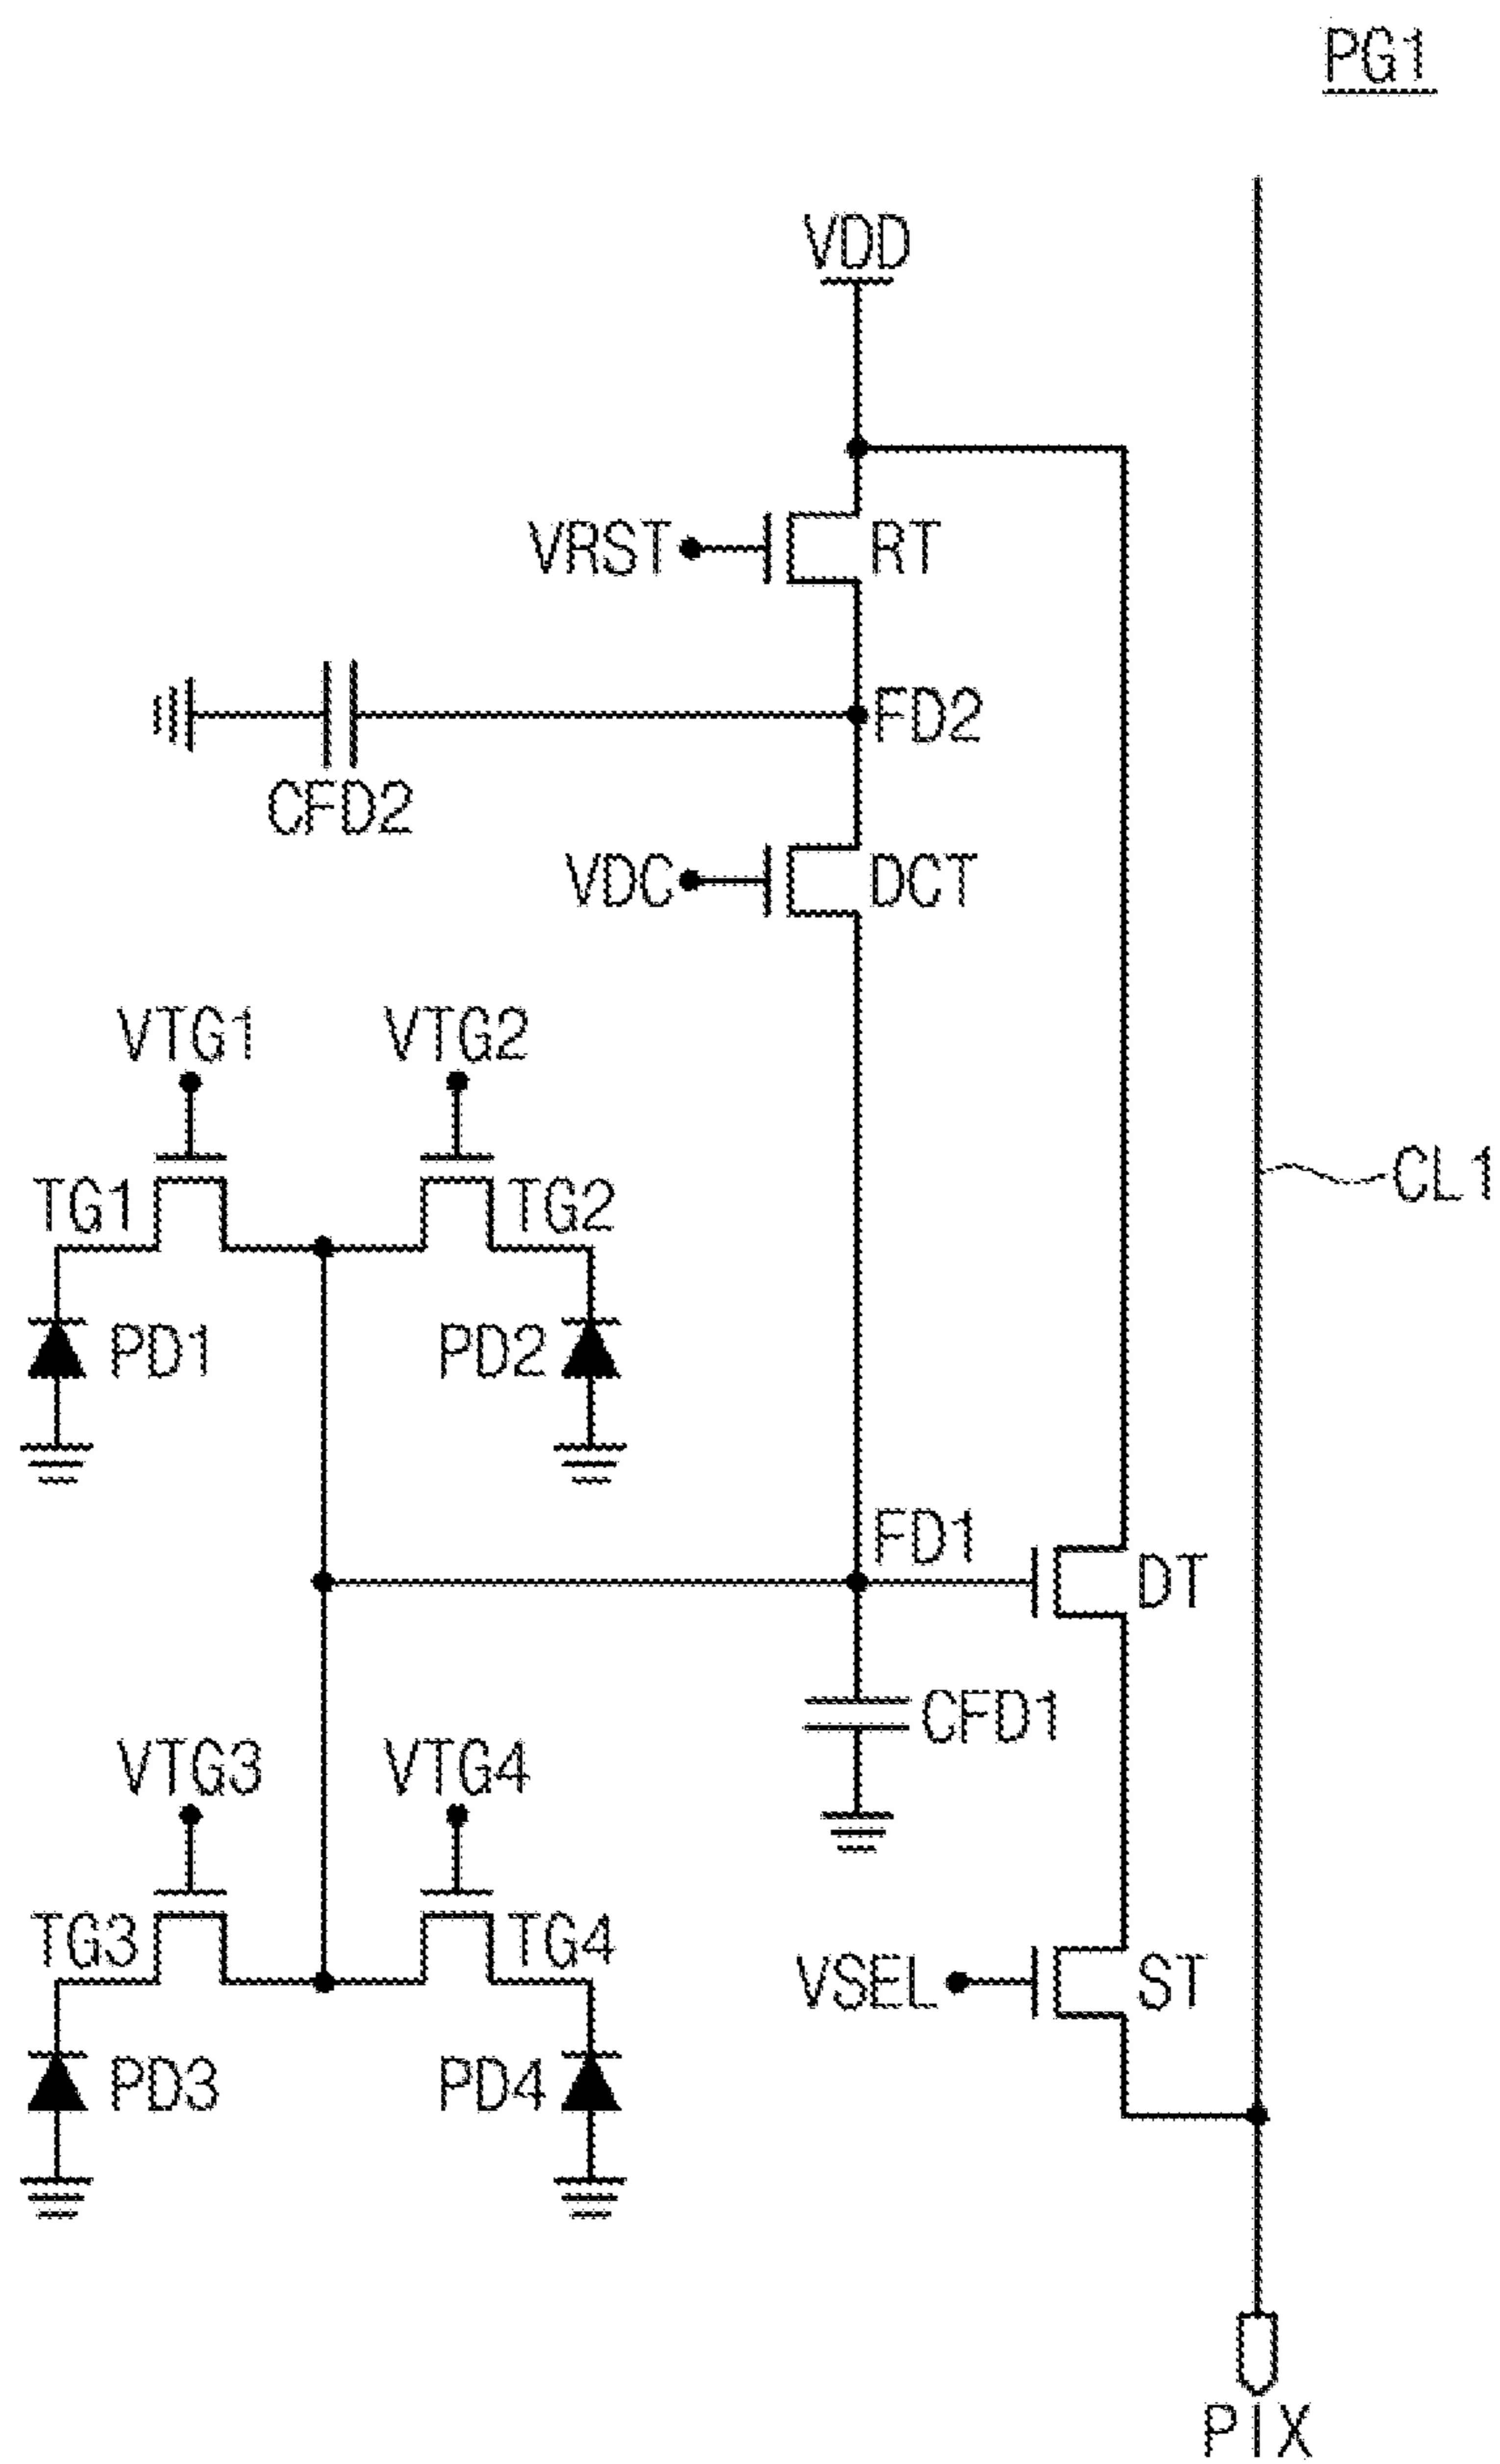 PG1
VDD
VRST
RT
FD2
CFD2
VDC
DCT
VTG1
VTG2
TG1
TG2
CL1
PD1
PD2
FD1
DT
CFD1
VTG3
VTG4
TG3
TG4
VSEL
ST
PD3
PD4
PIX